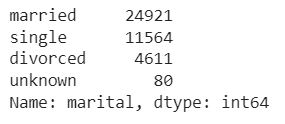 married 24921
single 11564
divorced 4611
unknown 80
Name: marital, dtype: int64